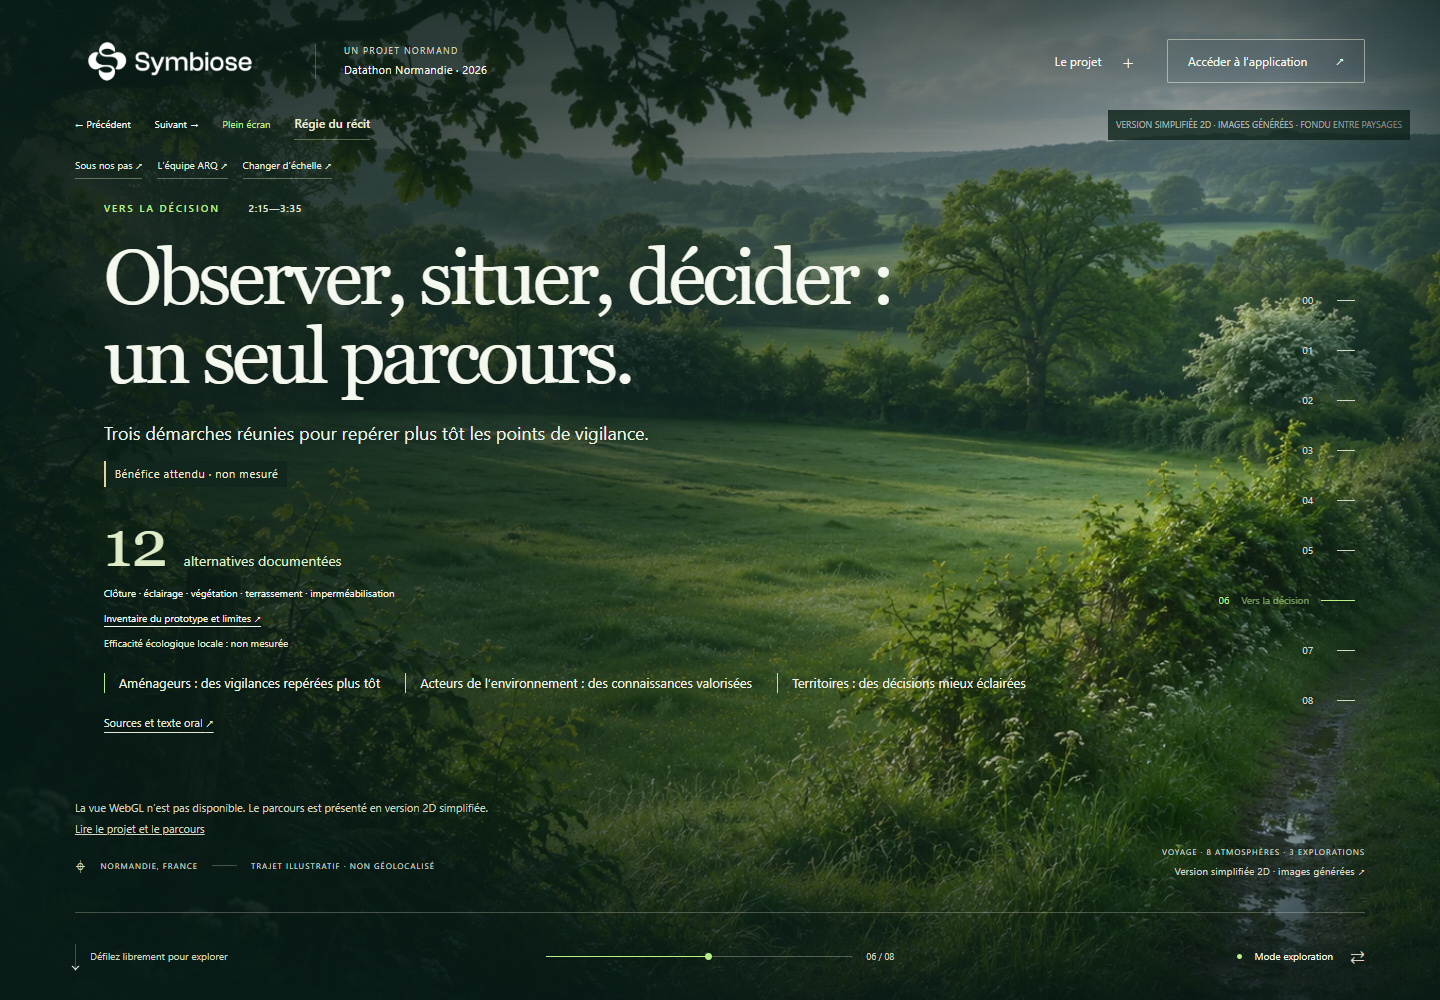 Symbiose
UN PROJET NORMAND
Datathon Normandie · 2026
Le projet +
Accéder à l'application ↗
← Précédent Suivant → Plein écran Régie du récit
VERSION SIMPLIFIÉE 2D · IMAGES GÉNÉRÉES · FONDU ENTRE PAYSAGES
Sous nos pas ↗ L'équipe ARQ ↗ Changer d'échelle ↗
VERS LA DÉCISION 2:15—3:35
Observer, situer, décider :
un seul parcours.
Trois démarches réunies pour repérer plus tôt les points de vigilance.
Bénéfice attendu · non mesuré
12 alternatives documentées
Clôture · éclairage · végétation · terrassement · imperméabilisation
Inventaire du prototype et limites ↗
Efficacité écologique locale : non mesurée
Aménageurs : des vigilances repérées plus tôt
Acteurs de l'environnement : des connaissances valorisées
Territoires : des décisions mieux éclairées
Sources et texte oral ↗
00
01
02
03
04
05
06 Vers la décision
07
08
La vue WebGL n'est pas disponible. Le parcours est présenté en version 2D simplifiée.
Lire le projet et le parcours
NORMANDIE, FRANCE
TRAJET ILLUSTRATIF · NON GÉOLOCALISÉ
VOYAGE · 8 ATMOSPHÈRES · 3 EXPLORATIONS
Version simplifiée 2D · images générées ↗
Défilez librement pour explorer
06 / 08
Mode exploration